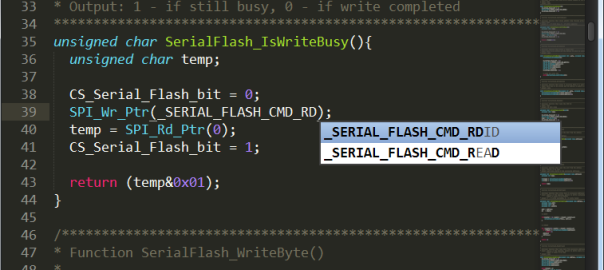 33 * Output: 1 - if still busy, 0 - if write completed
34 ************************************************************
35 unsigned char SerialFlash_IsWriteBusy(){
36   unsigned char temp;
37
38   CS_Serial_Flash_bit = 0;
39   SPI_Wr_Ptr(_SERIAL_FLASH_CMD_RD);
_SERIAL_FLASH_CMD_RDID
40   temp = SPI_Rd_Ptr(0);
_SERIAL_FLASH_CMD_READ
41   CS_Serial_Flash_bit = 1;
42
43   return (temp&0x01);
44 }
45
46 /***********************************************************
47 * Function SerialFlash_WriteByte()
48 *